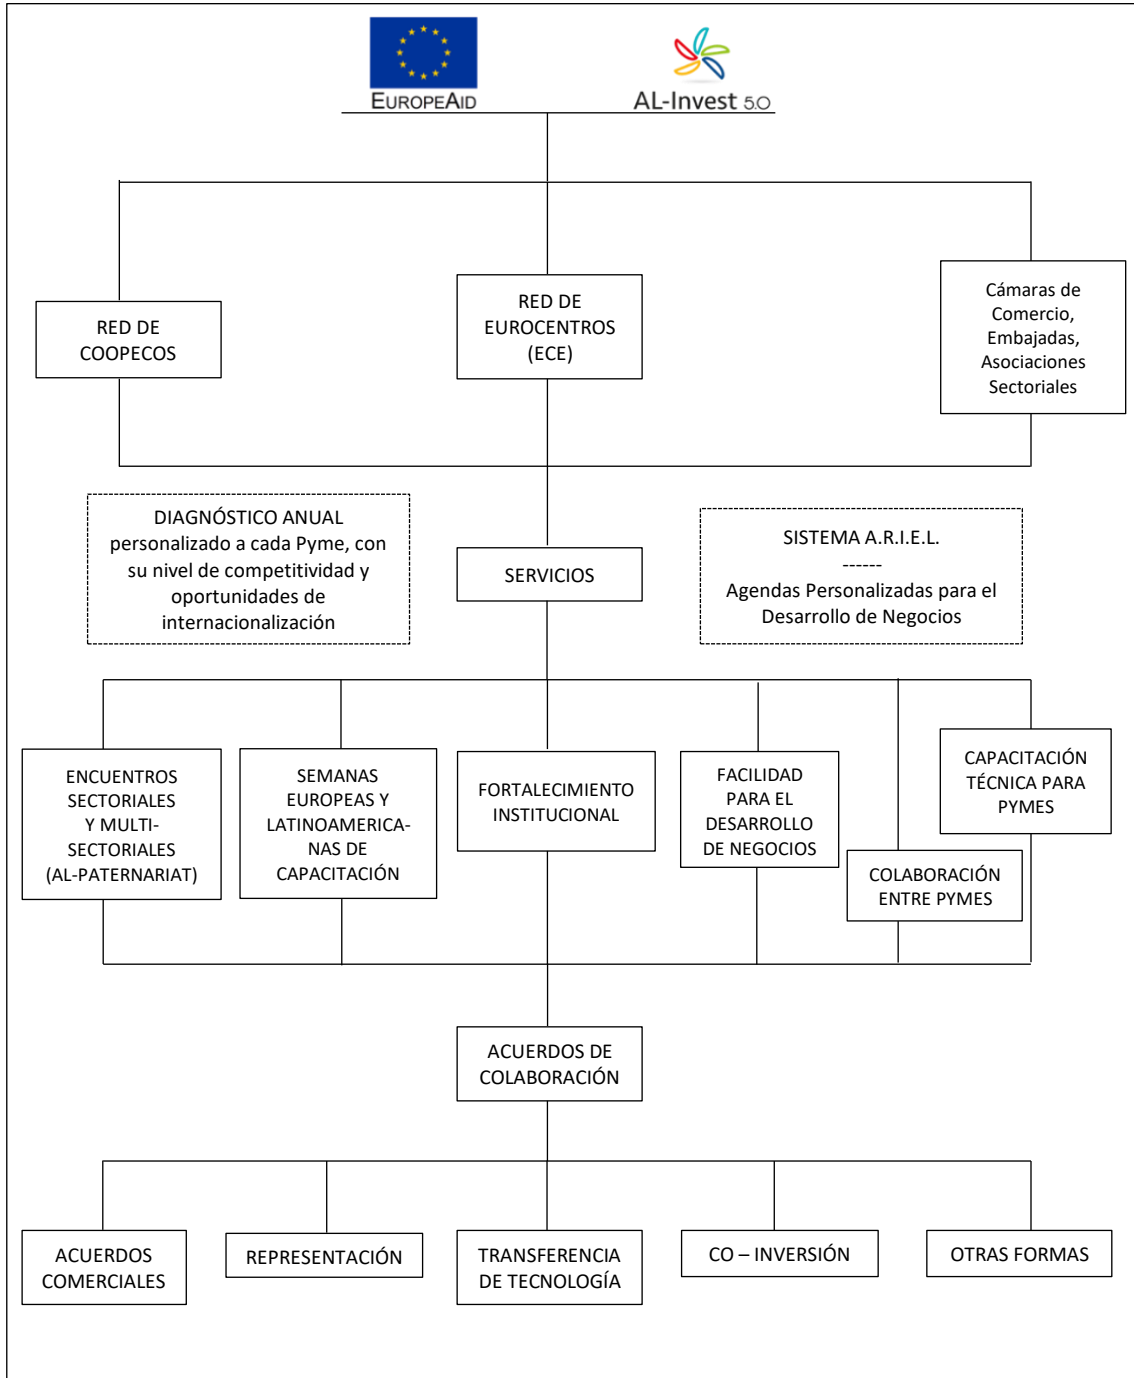 EUROPEAID
AL-Invest 5.0
RED DE
COOPECOS
RED DE
EUROCENTROS
(ECE)
Cámaras de
Comercio,
Embajadas,
Asociaciones
Sectoriales
DIAGNÓSTICO ANUAL
personalizado a cada Pyme, con
su nivel de competitividad y
oportunidades de
internacionalización
SERVICIOS
SISTEMA A.R.I.E.L.
------
Agendas Personalizadas para el
Desarrollo de Negocios
ENCUENTROS
SECTORIALES
Y MULTI-
SECTORIALES
(AL-PATERNARIAT)
SEMANAS
EUROPEAS Y
LATINOAMERICA-
NAS DE
CAPACITACIÓN
FORTALECIMIENTO
INSTITUCIONAL
FACILIDAD
PARA EL
DESARROLLO
DE NEGOCIOS
COLABORACIÓN
ENTRE PYMES
CAPACITACIÓN
TÉCNICA PARA
PYMES
ACUERDOS DE
COLABORACIÓN
ACUERDOS
COMERCIALES
REPRESENTACIÓN
TRANSFERENCIA
DE TECNOLOGÍA
CO – INVERSIÓN
OTRAS FORMAS